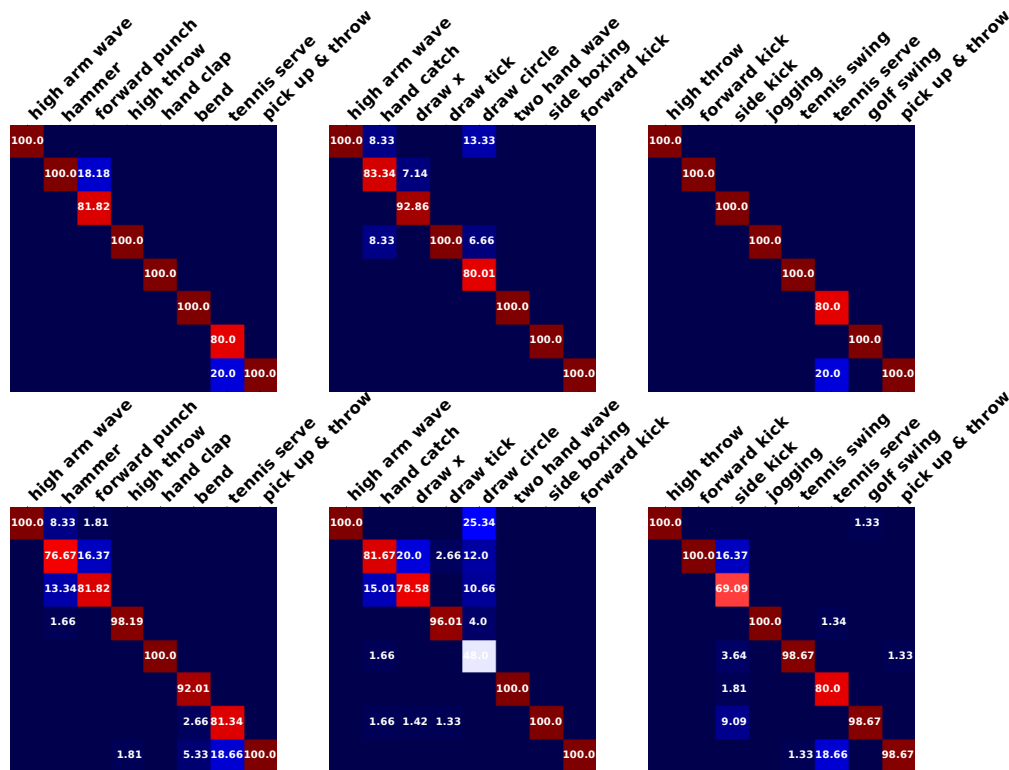 high arm wave
hammer
forward punch
high throw
hand clap
bend
tennis serve
pick up & throw
high arm wave
hand catch
draw x
draw tick
draw circle
two hand wave
side boxing
forward kick
high throw
forward kick
side kick
jogging
tennis swing
tennis serve
golf swing
pick up & throw
100.0
100.0 18.18
81.82
100.0
100.0
100.0
80.0
20.0 100.0
100.0 8.33 13.33
83.34 7.14
92.86
8.33 100.0 6.66
80.01
100.0
100.0
100.0
100.0
100.0
100.0
100.0
100.0
80.0
100.0
20.0 100.0
high arm wave
hammer
forward punch
high throw
hand clap
bend
tennis serve
pick up & throw
high arm wave
hand catch
draw x
draw tick
draw circle
two hand wave
side boxing
forward kick
high throw
forward kick
side kick
jogging
tennis swing
tennis serve
golf swing
pick up & throw
100.0 8.33 1.81
76.67 16.37
13.34 81.82
1.66 98.19
100.0
92.01
2.66 81.34
1.81 5.33 18.66 100.0
100.0 25.34
81.67 20.0 2.66 12.0
15.01 78.58 10.66
96.01 4.0
1.66 48.0
100.0
1.66 1.42 1.33 100.0
100.0
100.0 1.33
100.0 16.37
69.09
100.0 1.34
3.64 98.67 1.33
1.81 80.0
9.09 98.67
1.33 18.66 98.67